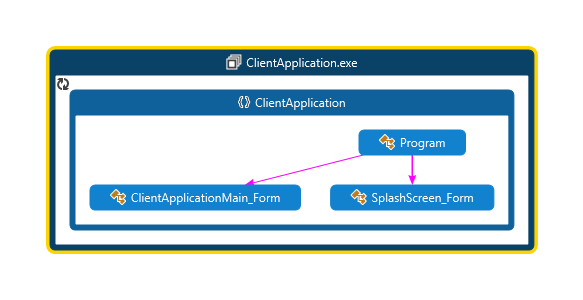 ClientApplication.exe
ClientApplication
Program
ClientApplicationMain_Form
SplashScreen_Form